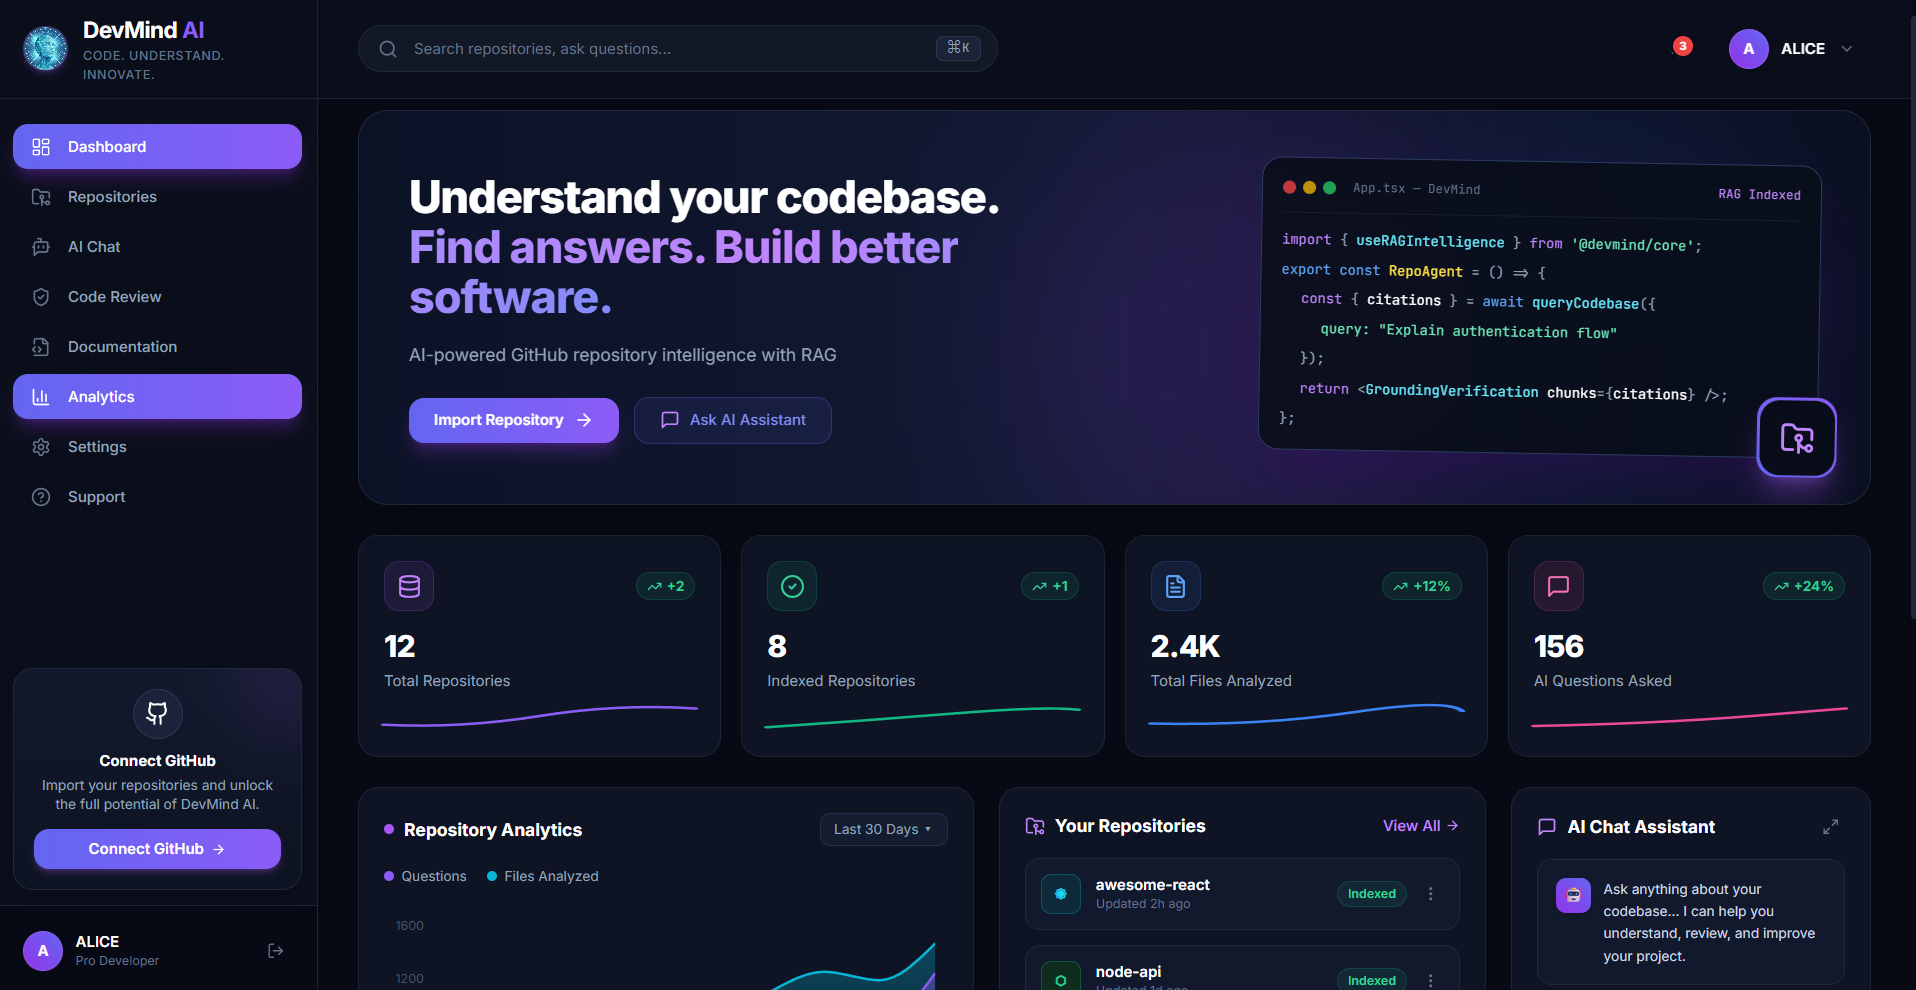 DevMind AI
CODE. UNDERSTAND.
INNOVATE.
Search repositories, ask questions...
⌘K
3
A
ALICE
Dashboard
Repositories
AI Chat
Code Review
Documentation
Analytics
Settings
Support
Connect GitHub
Import your repositories and unlock
the full potential of DevMind AI.
Connect GitHub →
A
ALICE
Pro Developer
Understand your codebase.
Find answers. Build better
software.
AI-powered GitHub repository intelligence with RAG
Import Repository →
Ask AI Assistant
App.tsx — DevMind
RAG Indexed
import { useRAGIntelligence } from '@devmind/core';
export const RepoAgent = () => {
const { citations } = await queryCodebase({
query: "Explain authentication flow"
});
return <GroundingVerification chunks={citations} />;
};
+2
12
Total Repositories
+1
8
Indexed Repositories
+12%
2.4K
Total Files Analyzed
+24%
156
AI Questions Asked
Repository Analytics
Last 30 Days ▾
Questions
Files Analyzed
1600
1200
Your Repositories
View All →
awesome-react
Updated 2h ago
Indexed
node-api
Updated 1d ago
Indexed
AI Chat Assistant
Ask anything about your
codebase... I can help you
understand, review, and improve
your project.